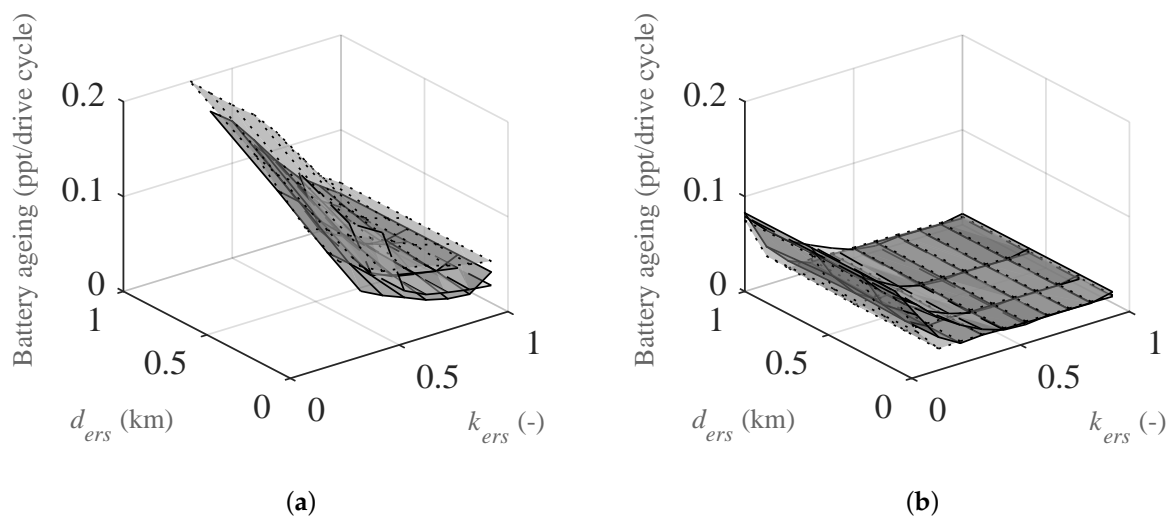 Battery ageing (ppt/drive cycle)
0.2
0.1
0
1
0.5
0
0
0.5
1
d_ers (km)
k_ers (-)
(a)
Battery ageing (ppt/drive cycle)
0.2
0.1
0
1
0.5
0
0
0.5
1
d_ers (km)
k_ers (-)
(b)